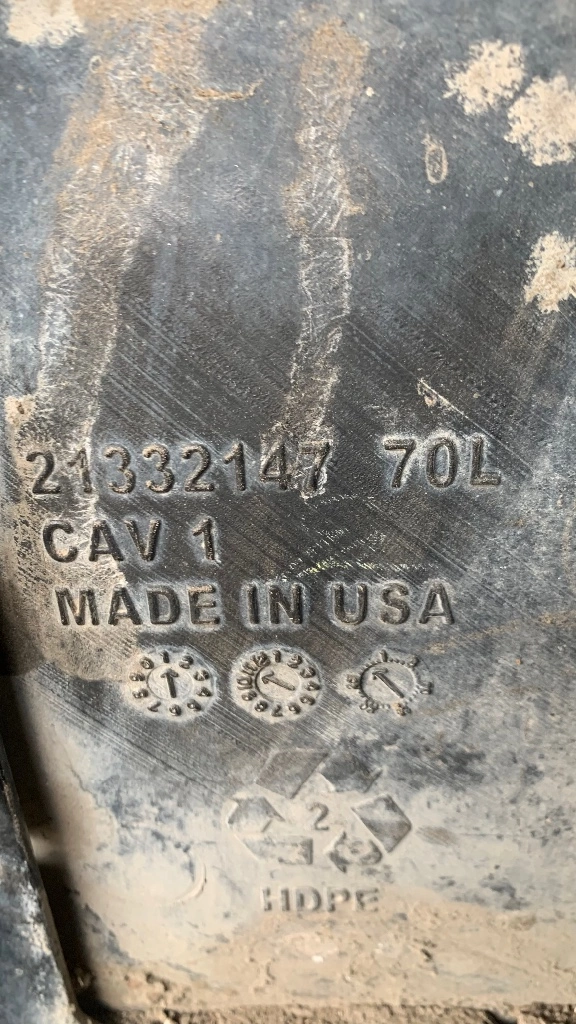 21332147 70L
CAV 1
MADE IN USA
2
HDPE